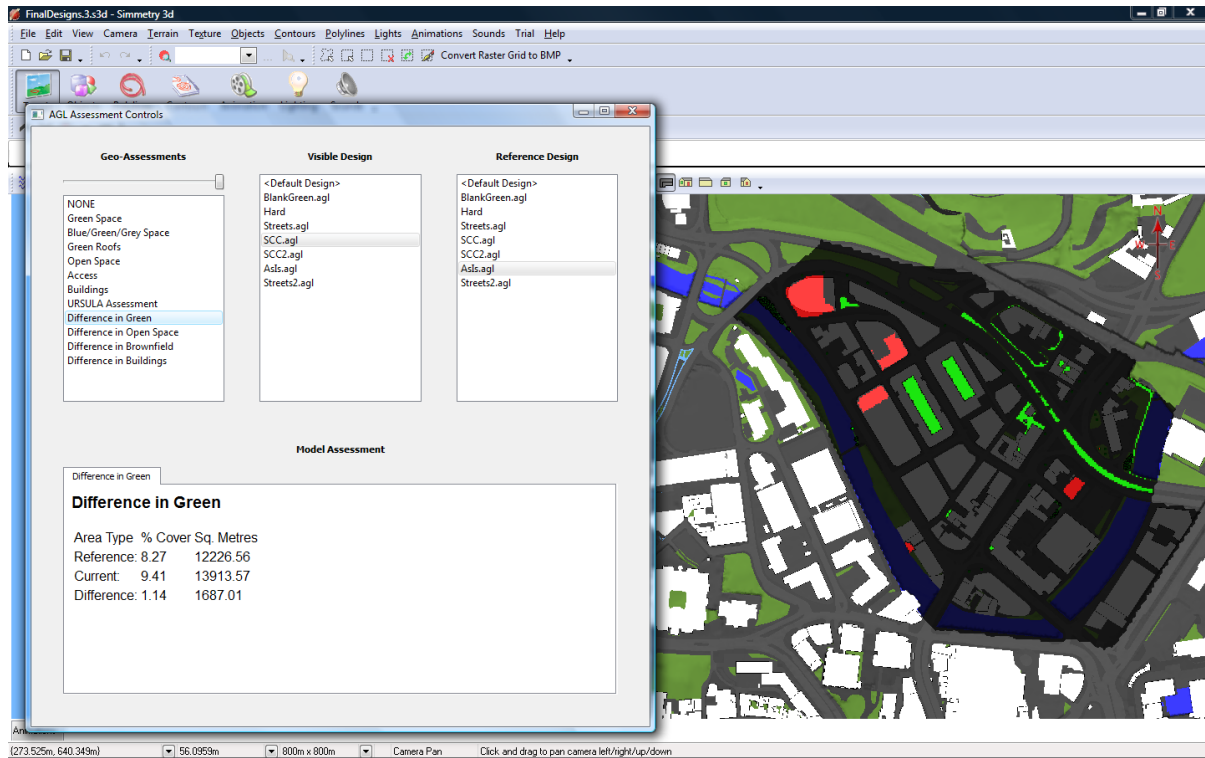 FinalDesigns.3.s3d - Simmetry 3d
File Edit View Camera Terrain Texture Objects Contours Polylines Lights Animations Sounds Trial Help
Convert Raster Grid to BMP
AGL Assessment Controls
Geo-Assessments Visible Design Reference Design
NONE
Green Space
Blue/Green/Grey Space
Green Roofs
Open Space
Access
Buildings
URSULA Assessment
Difference in Green
Difference in Open Space
Difference in Brownfield
Difference in Buildings
<Default Design>
BlankGreen.agl
Hard
Streets.agl
SCC.agl
SCC2.agl
AsIs.agl
Streets2.agl
<Default Design>
BlankGreen.agl
Hard
Streets.agl
SCC.agl
SCC2.agl
AsIs.agl
Streets2.agl
N
W E
S
Model Assessment
Difference in Green
Difference in Green
Area Type % Cover Sq. Metres
Reference: 8.27 12226.56
Current: 9.41 13913.57
Difference: 1.14 1687.01
(273.525m, 640.349m) 56.0959m 800m x 800m Camera Pan Click and drag to pan camera left/right/up/down